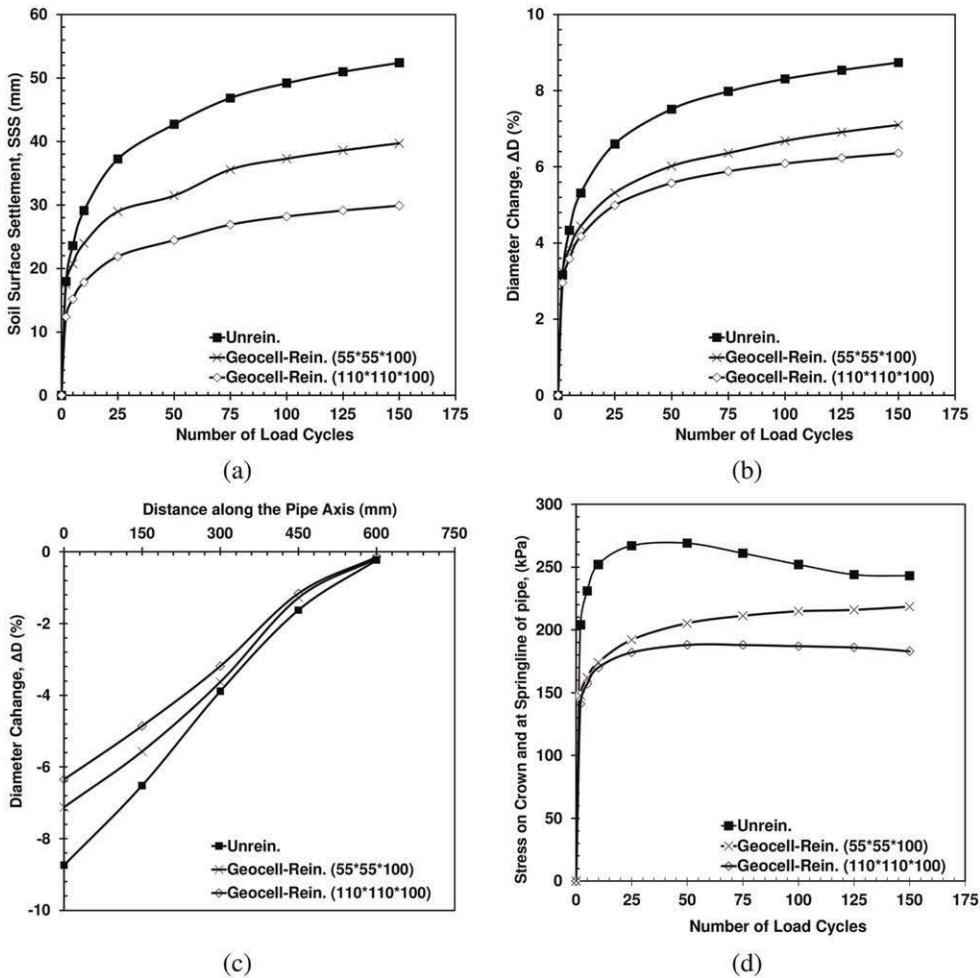 60
50
40
30
20
10
0
Soil Surface Settlement, SSS (mm)
Unrein.
Geocell-Rein. (55*55*100)
Geocell-Rein. (110*110*100)
0 25 50 75 100 125 150 175
Number of Load Cycles
(a)
10
8
6
4
2
0
Diameter Change, ΔD (%)
Unrein.
Geocell-Rein. (55*55*100)
Geocell-Rein. (110*110*100)
0 25 50 75 100 125 150 175
Number of Load Cycles
(b)
Distance along the Pipe Axis (mm)
0 150 300 450 600 750
0
-2
-4
-6
-8
-10
Diameter Cahange, ΔD (%)
Unrein.
Geocell-Rein. (55*55*100)
Geocell-Rein. (110*110*100)
(c)
300
250
200
150
100
50
0
Stress on Crown and at Springline of pipe, (kPa)
Unrein.
Geocell-Rein. (55*55*100)
Geocell-Rein. (110*110*100)
0 25 50 75 100 125 150 175
Number of Load Cycles
(d)